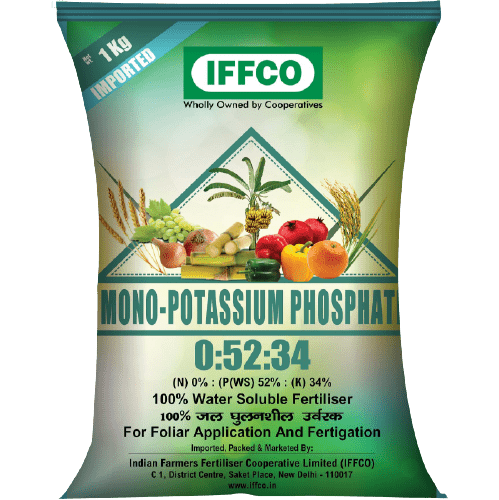 Net Wt. 1 Kg
IMPORTED
IFFCO
Wholly Owned by Cooperatives
MONO-POTASSIUM PHOSPHAT
0:52:34
(N) 0% : (P(WS) 52% : (K) 34%
100% Water Soluble Fertiliser
100% जल घुलनशील उर्वरक
For Foliar Application And Fertigation
Imported, Packed & Marketed By:
Indian Farmers Fertiliser Cooperative Limited (IFFCO)
C 1, District Centre, Saket Place, New Delhi - 110017
www.iffco.in